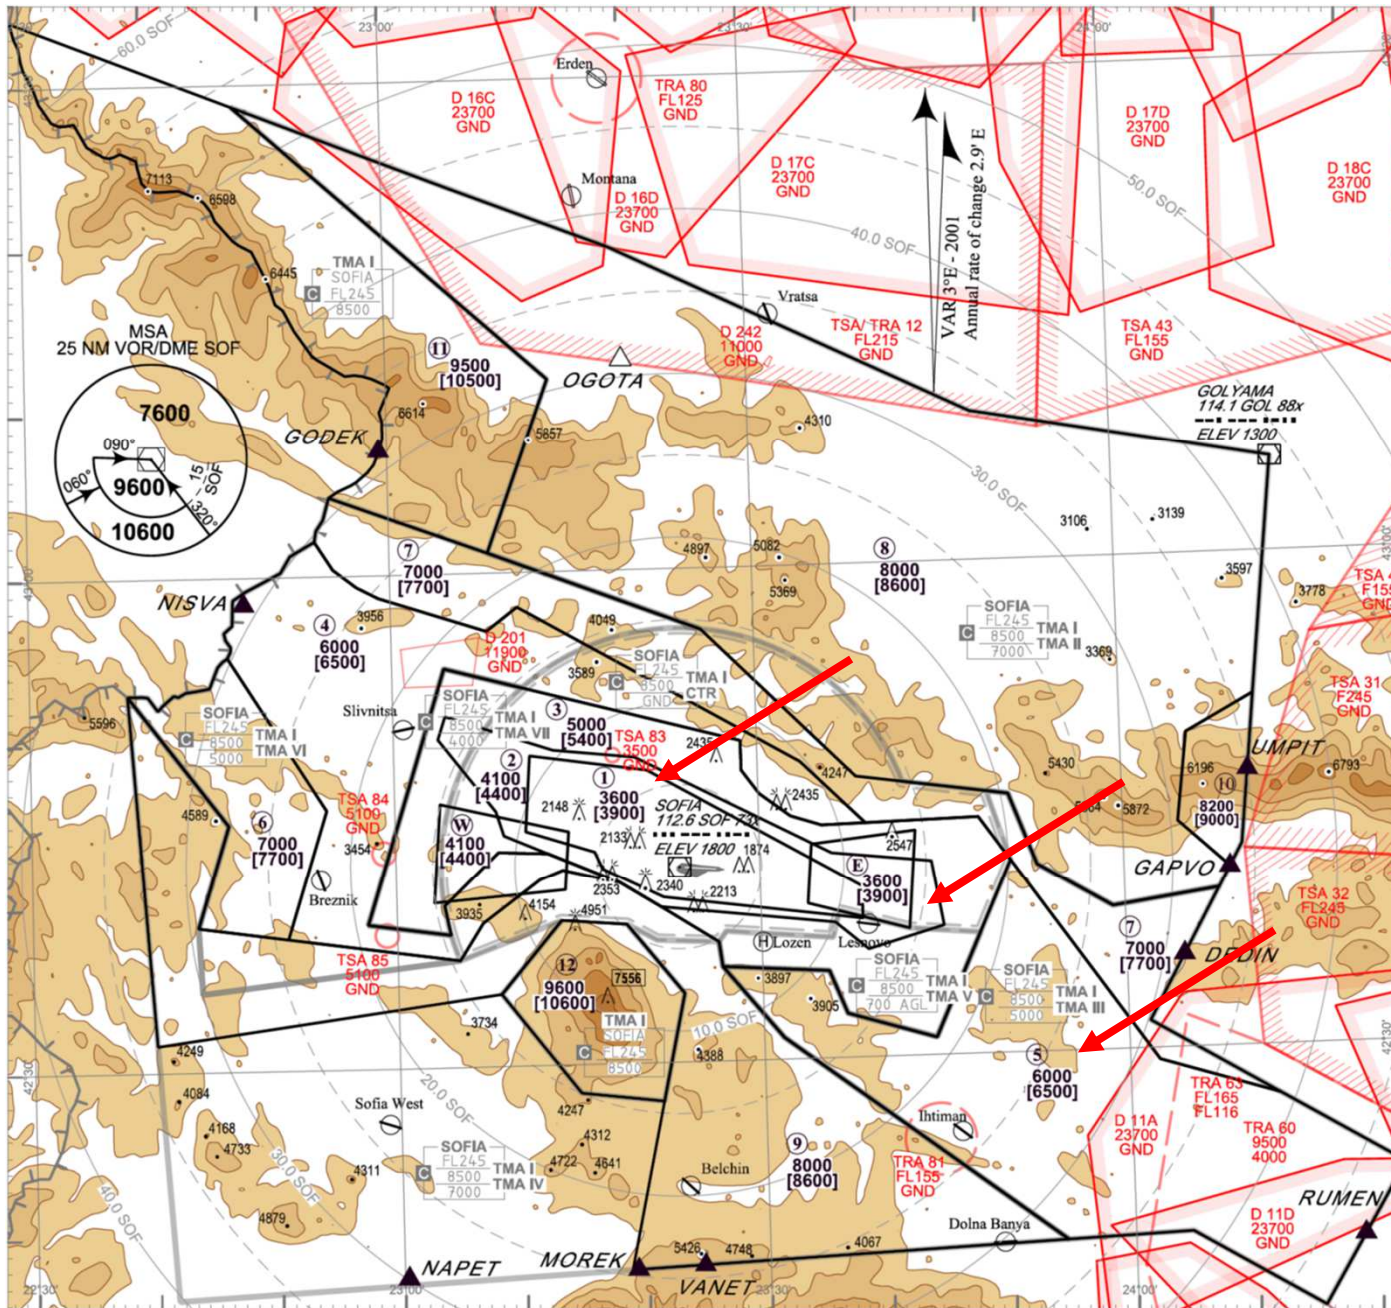 60.0 SOF
23°00'
23°30'
24°00'
Erden
D 16C
23700
GND
TRA 80
FL125
GND
D 17C
23700
GND
D 17D
23700
GND
D 18C
23700
GND
VAR 3°E - 2001
Annual rate of change 2.9' E
50.0 SOF
40.0 SOF
7113
6598
Montana
D 16D
23700
GND
6445
TMA I
SOFIA
C
FL245
8500
Vratsa
D 242
11000
GND
TSA/ TRA 12
FL215
GND
TSA 43
FL155
GND
MSA
25 NM VOR/DME SOF
7600
090°
060°
15
SOF
320°
9600
10600
11
9500
[10500]
OGOTA
6614
GODEK
5857
4310
GOLYAMA
114.1 GOL 88x
ELEV 1300
30.0 SOF
3106
3139
43°00'
7
7000
[7700]
4897
5082
5369
8
8000
[8600]
3597
3778
NISVA
4
6000
[6500]
3956
D 201
11900
GND
4049
3589
SOFIA
FL245
C
8500
GND
TMA I
CTR
SOFIA
FL245
C
8500
7000
TMA I
TMA II
3369
TSA 31
F245
GND
5596
SOFIA
FL245
C
8500
5000
TMA I
TMA VI
Slivnitsa
SOFIA
FL245
C
8500
4000
TMA I
TMA VII
3
5000
[5400]
TSA 83
3500
GND
2435
4247
2
4100
[4400]
1
3600
[3900]
2148
2133
SOFIA
112.6 SOF 73x
ELEV 1800
2435
1874
2547
5430
5872
6196
UMPIT
6793
10
8200
[9000]
GAPVO
4589
6
7000
[7700]
TSA 84
5100
GND
3454
W
4100
[4400]
2353
2340
2213
E
3600
[3900]
TSA 32
FL245
GND
Breznik
3935
4154
4951
H Lozen
Lesnovo
7
7000
[7700]
DEDIN
TSA 85
5100
GND
12
9600
[10600]
7556
3897
3905
SOFIA
FL245
C
8500
700 AGL
TMA I
TMA V
SOFIA
FL245
C
8500
5000
TMA I
TMA III
3734
TMA I
SOFIA
C
FL245
8500
10.0 SOF
4388
5
6000
[6500]
42°30'
4249
4084
4247
TRA 63
FL165
FL116
TRA 60
9500
4000
D 11A
23700
GND
Sofia West
20.0 SOF
4168
4733
30.0 SOF
4311
SOFIA
FL245
C
8500
7000
TMA I
TMA IV
4312
4722
4641
9
8000
[8600]
Belchin
Ihtiman
TRA 81
FL155
GND
40.0 SOF
4879
D 11D
23700
GND
RUMEN
Dolna Banya
NAPET
MOREK
5426
4748
4067
VANET
22°30'
23°00'
23°30'
24°00'